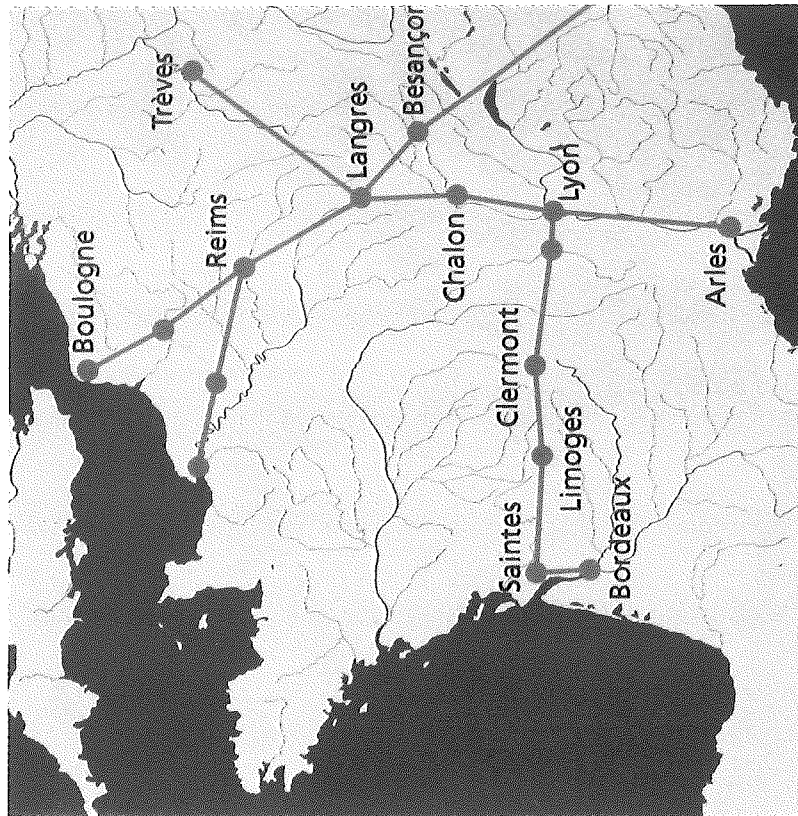 Boulogne
Trèves
Reims
Langres
Besançon
Chalon
Lyon
Clermont
Limoges
Saintes
Bordeaux
Arles